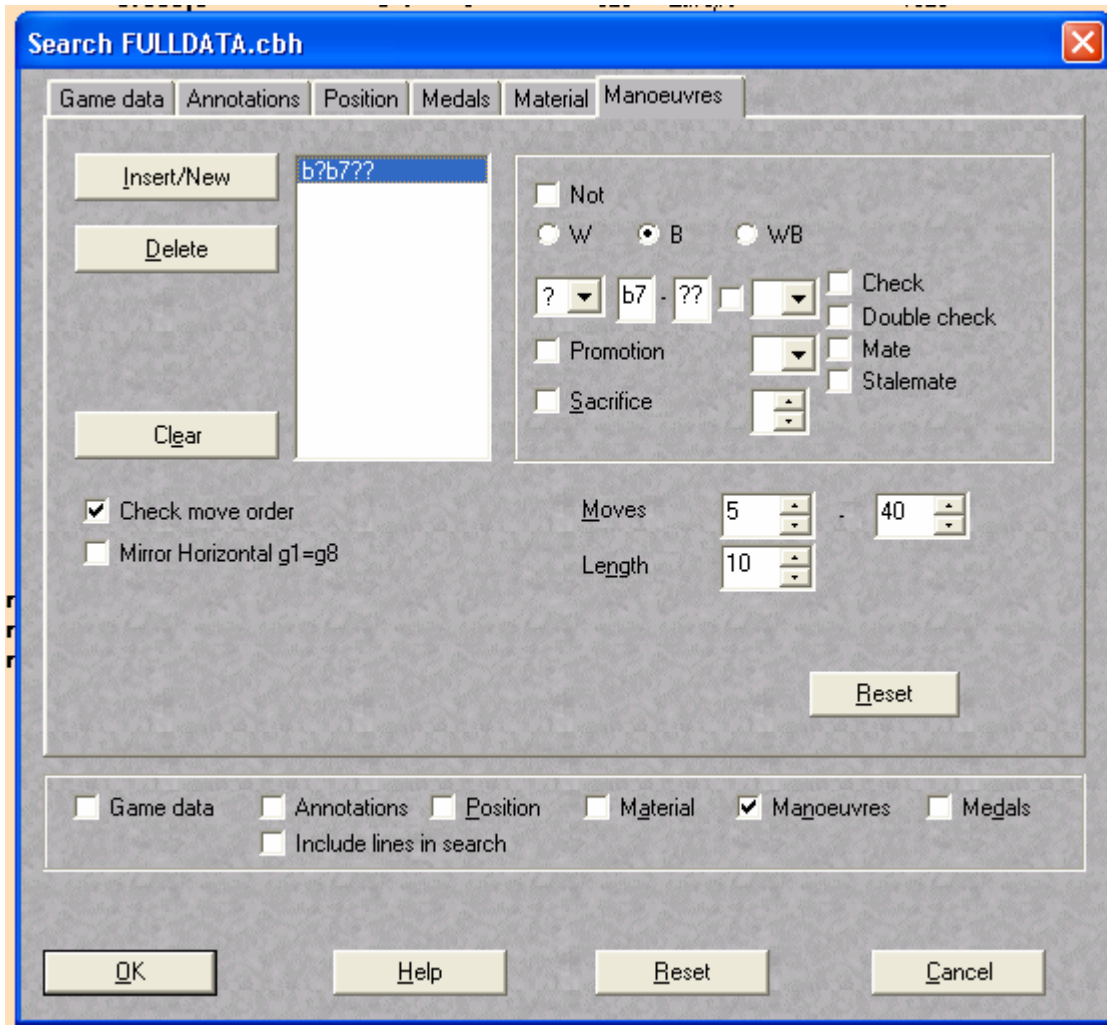 Search FULLDATA.cbh
Game data Annotations Position Medals Material Manoeuvres
Insert/New
b?b7??
Not
Delete
W B WB
? b7 - ??
Check
Double check
Promotion
Mate
Sacrifice
Stalemate
Clear
Check move order
Moves 5 - 40
Mirror Horizontal g1=g8
Length 10
r
r
r
Reset
Game data Annotations Position Material Manoeuvres Medals
Include lines in search
OK Help Reset Cancel